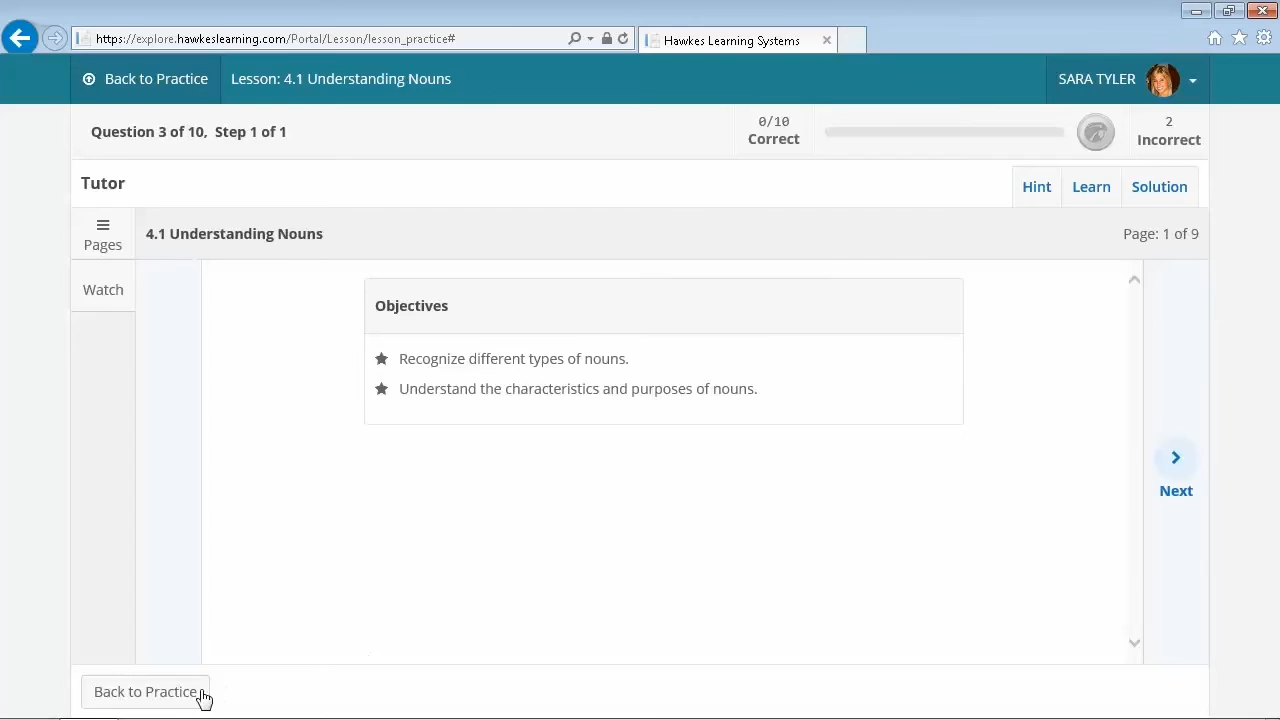 https://explore.hawkeslearning.com/Portal/Lesson/lesson_practice#
Hawkes Learning Systems
Back to Practice
Lesson: 4.1 Understanding Nouns
SARA TYLER
Question 3 of 10, Step 1 of 1
0/10
Correct
2
Incorrect
Tutor
Hint
Learn
Solution
Pages
4.1 Understanding Nouns
Page: 1 of 9
Watch
Objectives
Recognize different types of nouns.
Understand the characteristics and purposes of nouns.
Next
Back to Practice